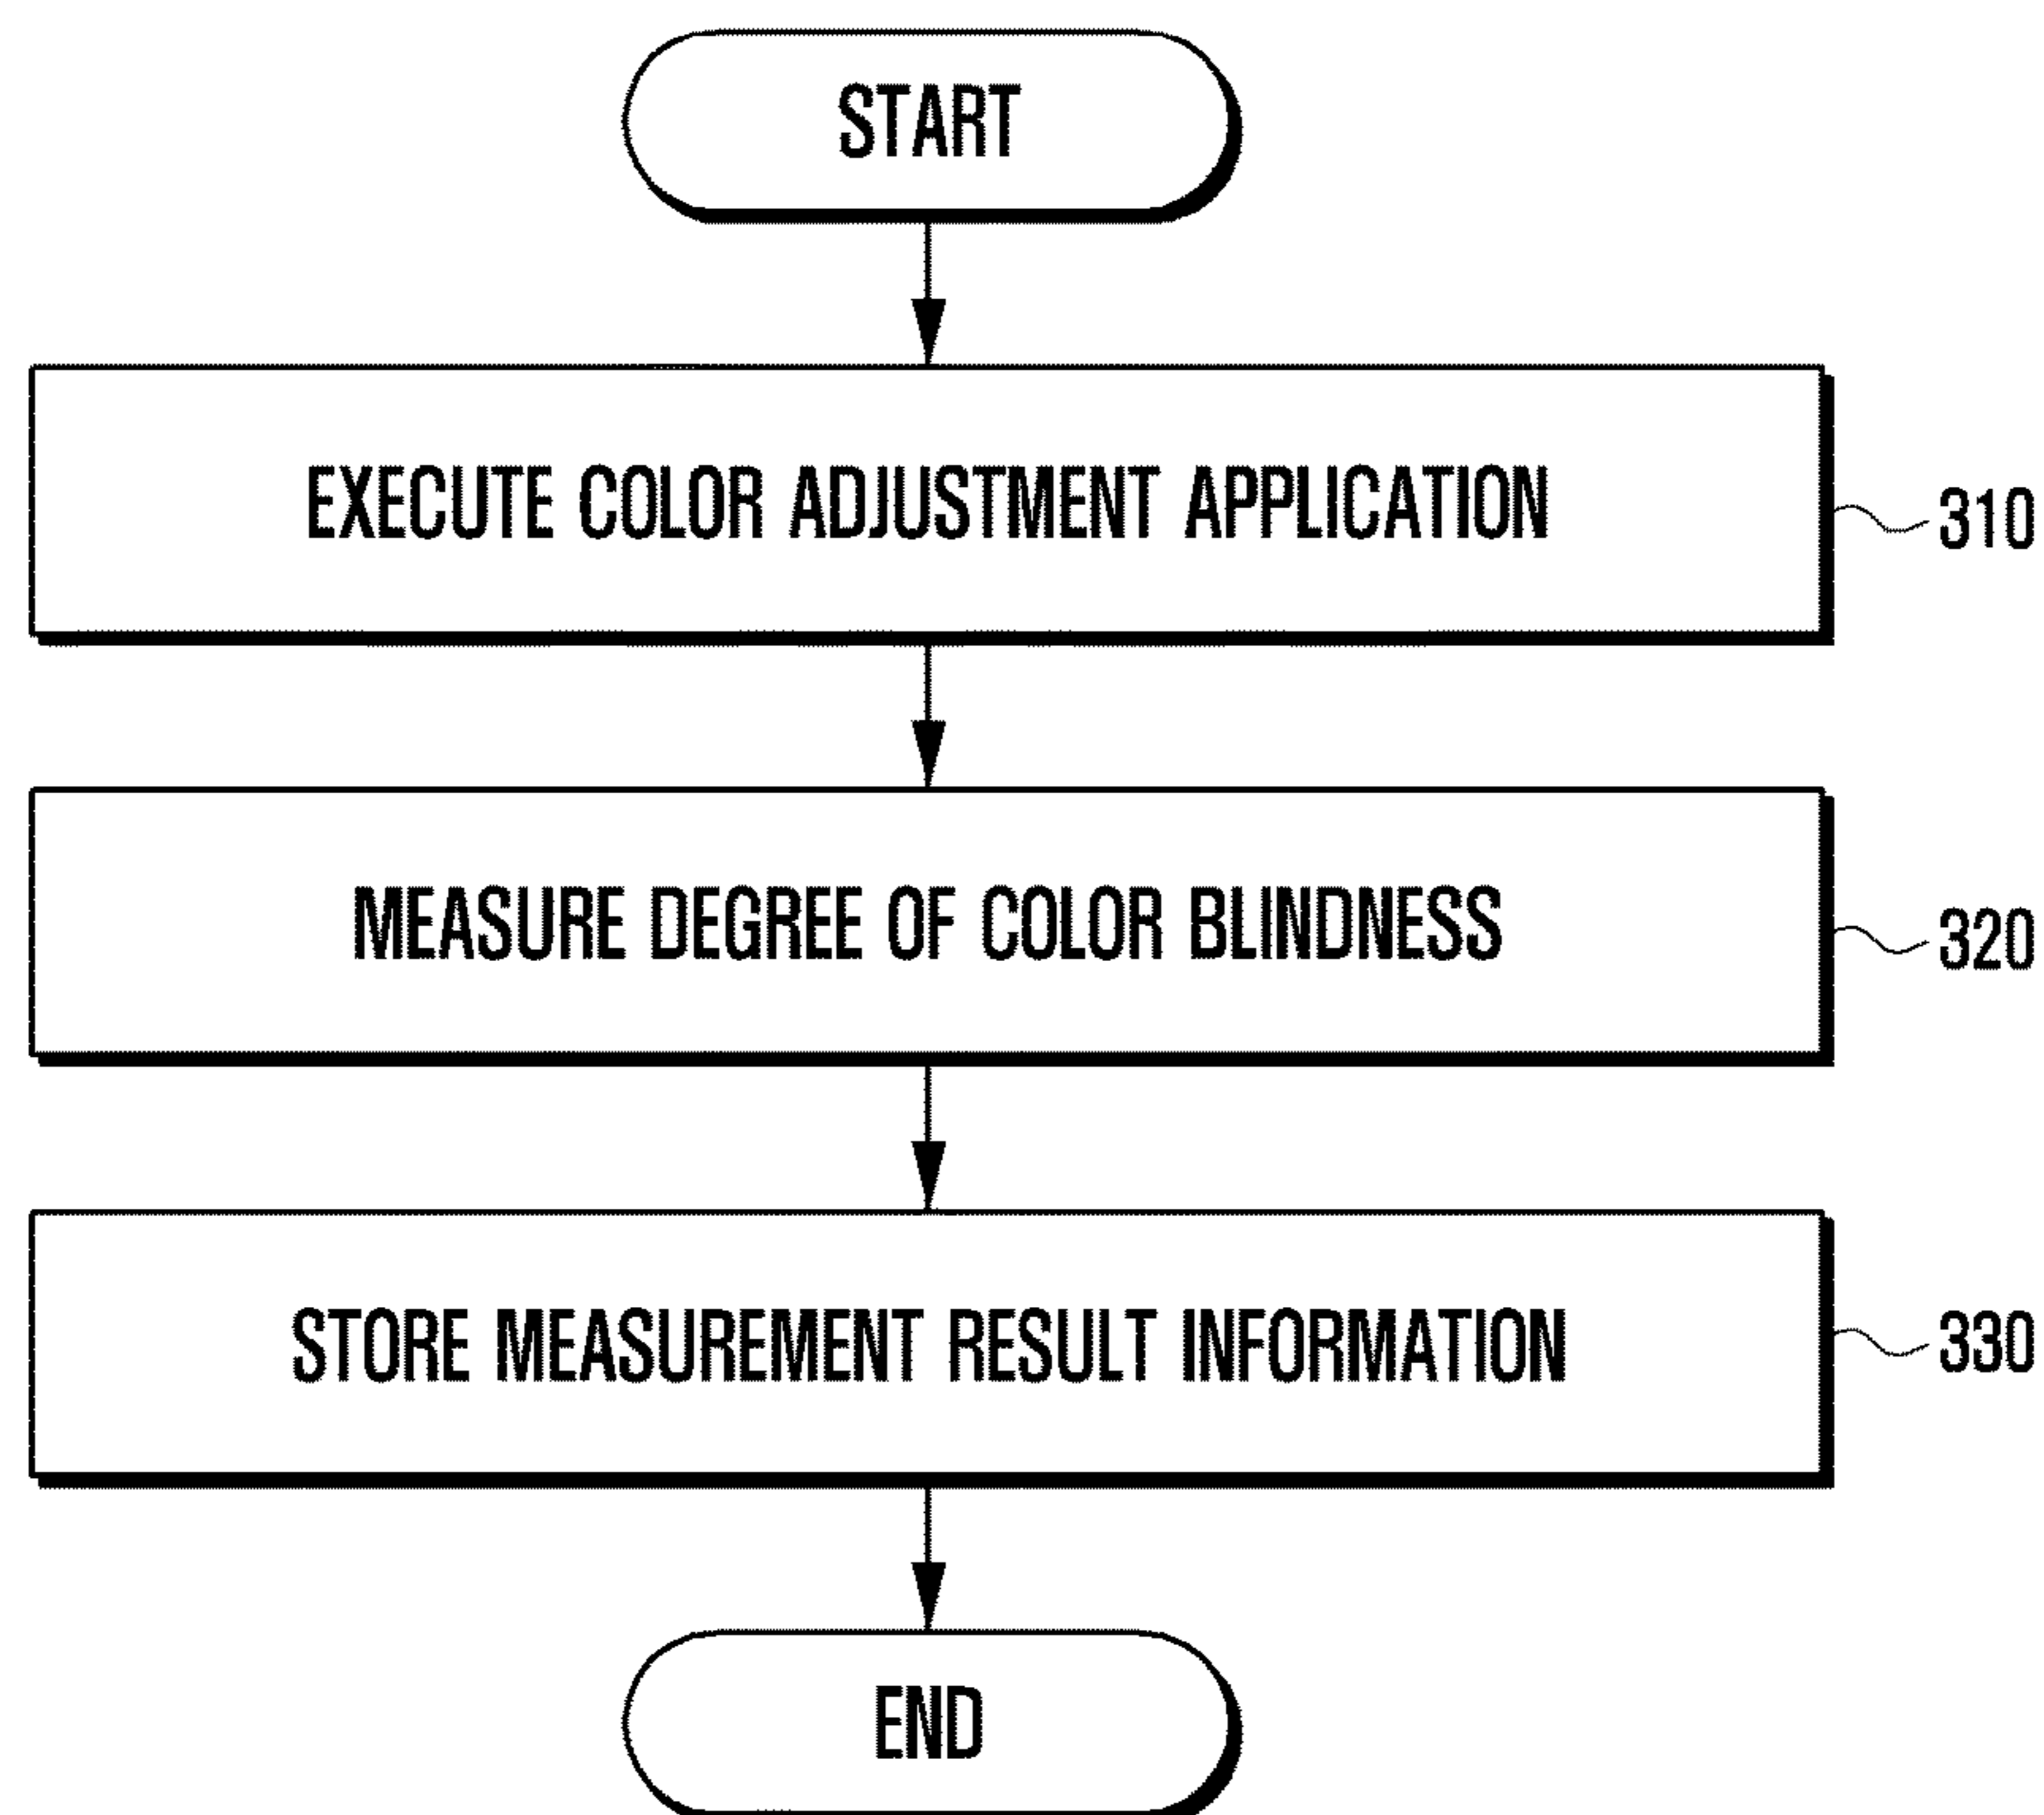 START
EXECUTE COLOR ADJUSTMENT APPLICATION
310
MEASURE DEGREE OF COLOR BLINDNESS
320
STORE MEASUREMENT RESULT INFORMATION
330
END